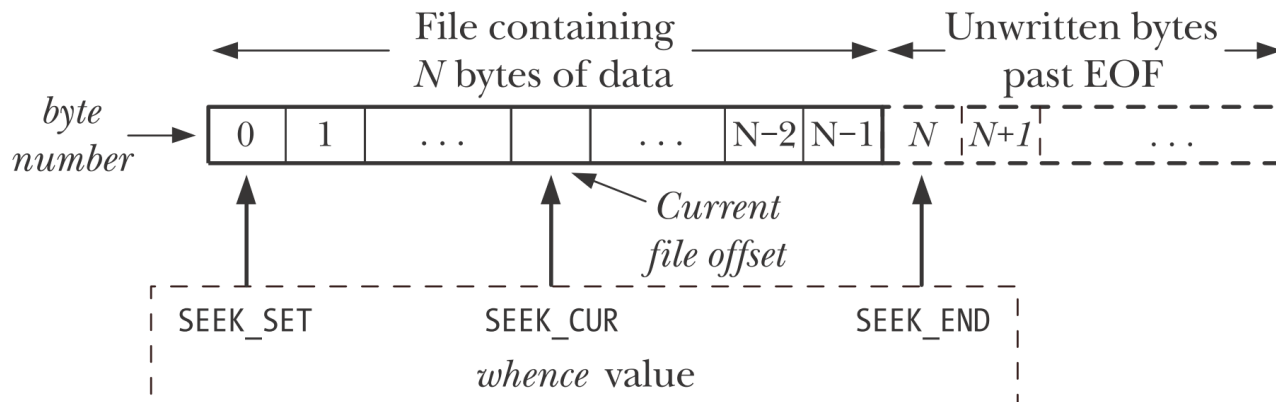 File containing
N bytes of data
Unwritten bytes
past EOF
byte
number
0 1 ... ... N−2 N−1 N N+1 ...
Current
file offset
SEEK_SET SEEK_CUR SEEK_END
whence value